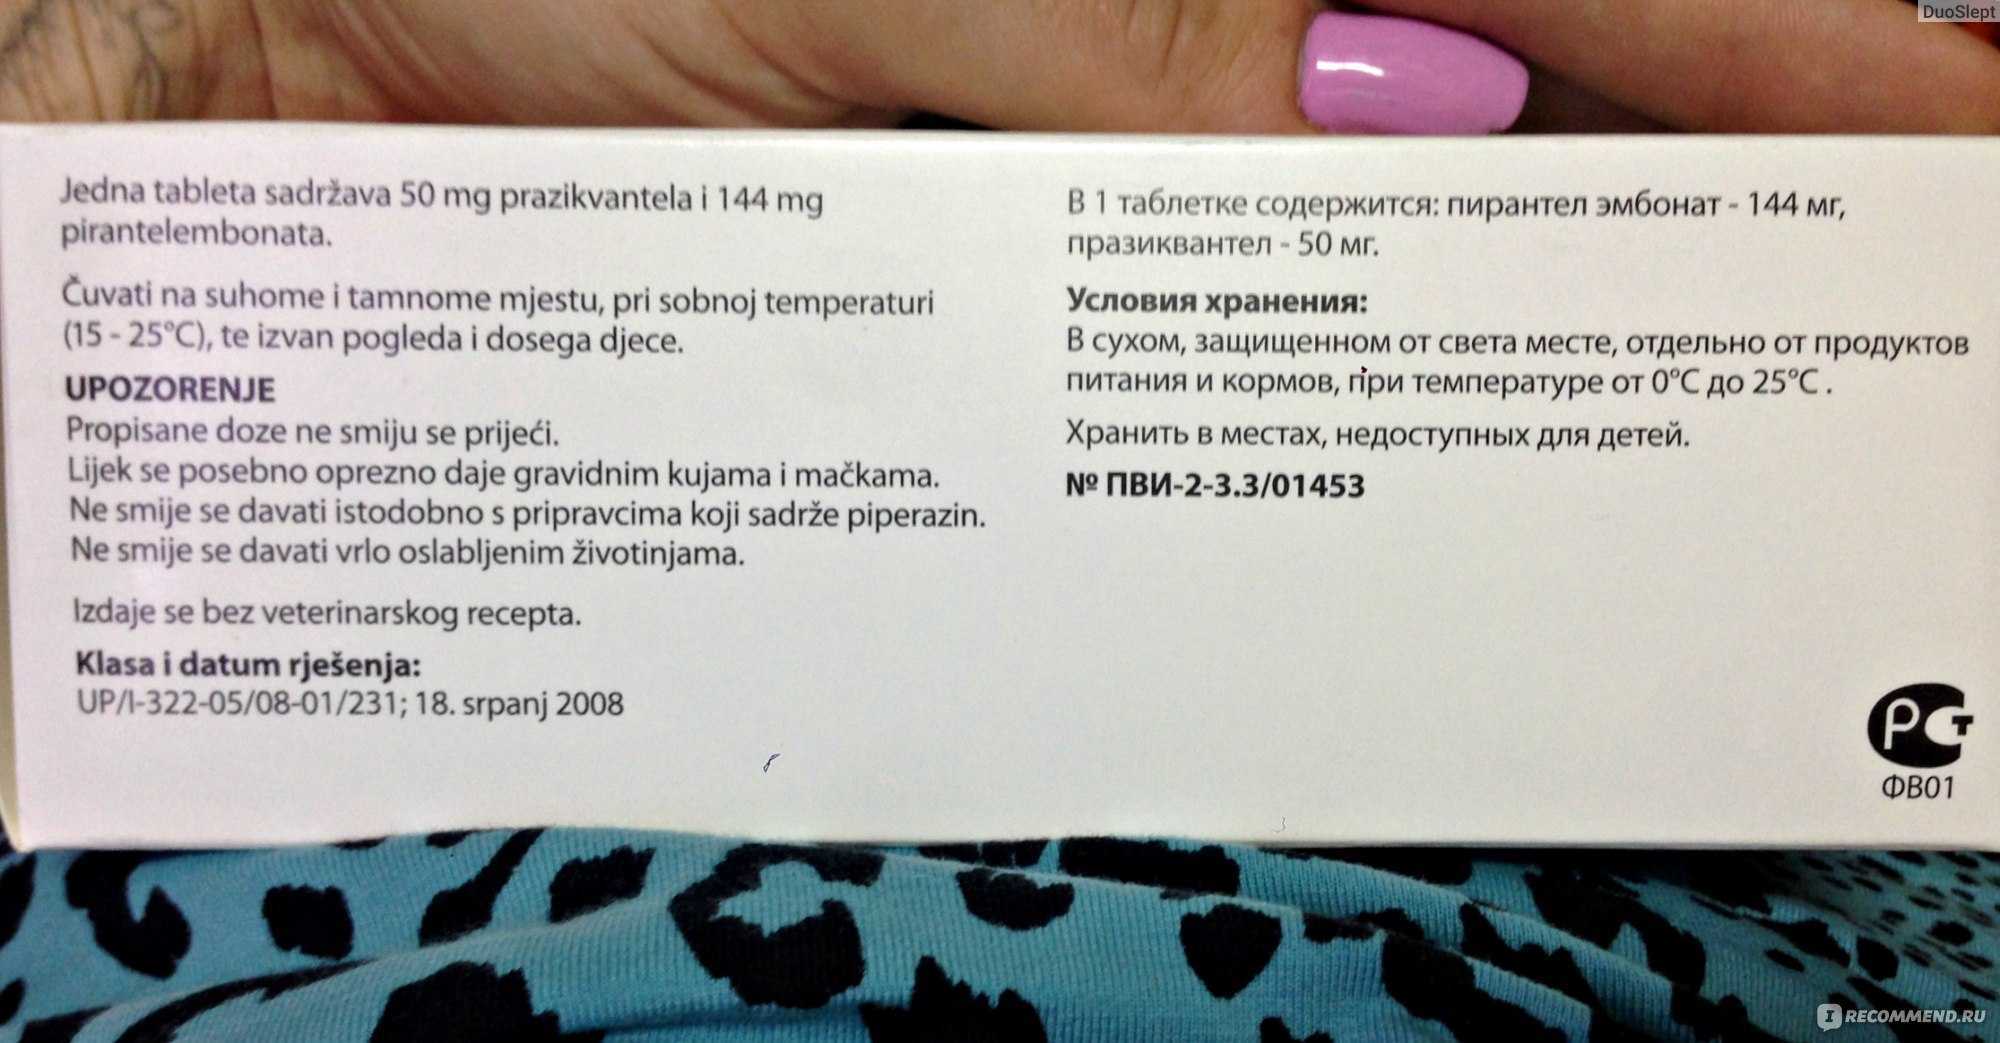 DuoSlept
Jedna tableta sadržava 50 mg prazikvantela i 144 mg
pirantelembonata.
Čuvati na suhome i tamnome mjestu, pri sobnoj temperaturi
(15 - 25°C), te izvan pogleda i dosega djece.
UPOZORENJE
Propisane doze ne smiju se prijeći.
Lijek se posebno oprezno daje gravidnim kujama i mačkama.
Ne smije se davati istodobno s pripravcima koji sadrže piperazin.
Ne smije se davati vrlo oslabljenim životinjama.
Izdaje se bez veterinarskog recepta.
Klasa i datum rješenja:
UP/I-322-05/08-01/231; 18. srpanj 2008
В 1 таблетке содержится: пирантел эмбонат - 144 мг,
празиквантел - 50 мг.
Условия хранения:
В сухом, защищенном от света месте, отдельно от продуктов
питания и кормов, при температуре от 0°С до 25°С .
Хранить в местах, недоступных для детей.
№ ПВИ-2-3.3/01453
РСТ
ФВ01
I RECOMMEND.RU